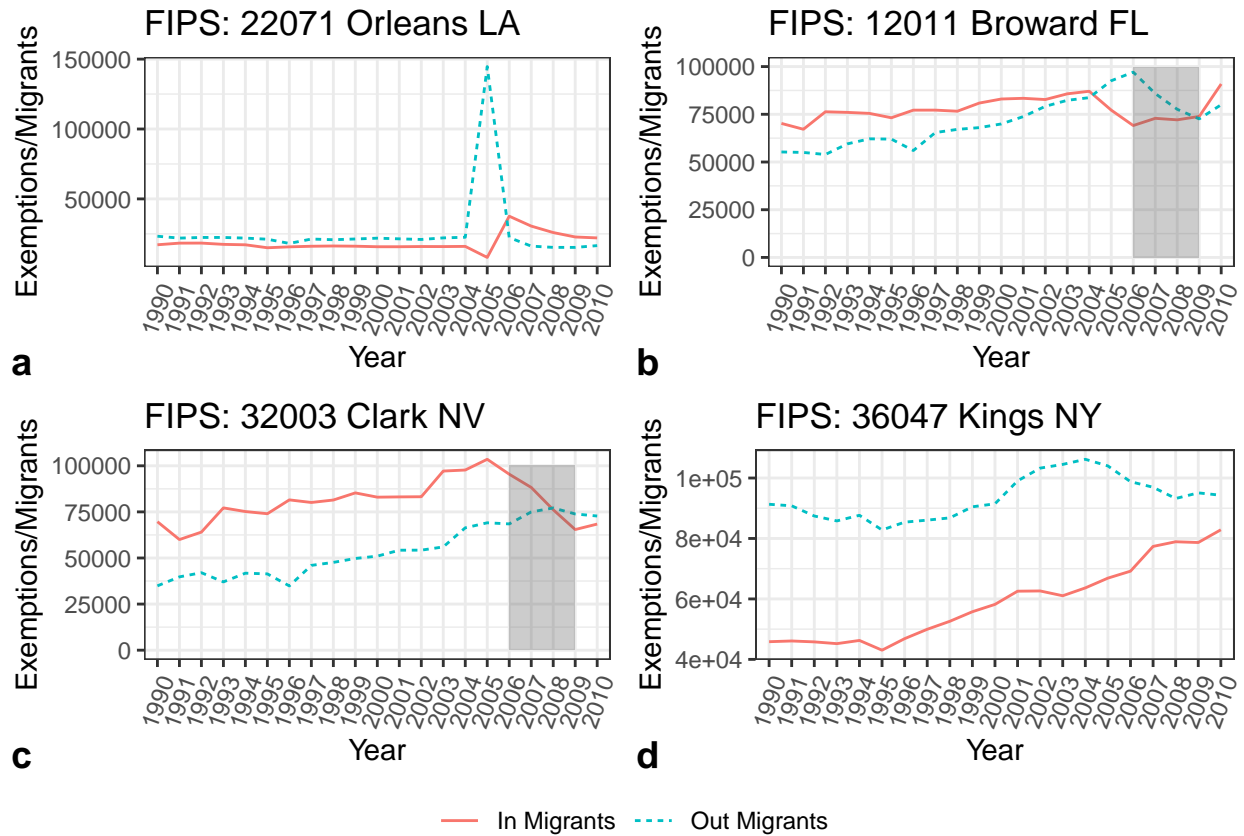 FIPS: 22071 Orleans LA
Exemptions/Migrants
150000
100000
50000
1990 1991 1992 1993 1994 1995 1996 1997 1998 1999 2000 2001 2002 2003 2004 2005 2006 2007 2008 2009 2010
Year
a
FIPS: 12011 Broward FL
Exemptions/Migrants
100000
75000
50000
25000
0
1990 1991 1992 1993 1994 1995 1996 1997 1998 1999 2000 2001 2002 2003 2004 2005 2006 2007 2008 2009 2010
Year
b
FIPS: 32003 Clark NV
Exemptions/Migrants
100000
75000
50000
25000
0
1990 1991 1992 1993 1994 1995 1996 1997 1998 1999 2000 2001 2002 2003 2004 2005 2006 2007 2008 2009 2010
Year
c
FIPS: 36047 Kings NY
Exemptions/Migrants
1e+05
8e+04
6e+04
4e+04
1990 1991 1992 1993 1994 1995 1996 1997 1998 1999 2000 2001 2002 2003 2004 2005 2006 2007 2008 2009 2010
Year
d
In Migrants Out Migrants